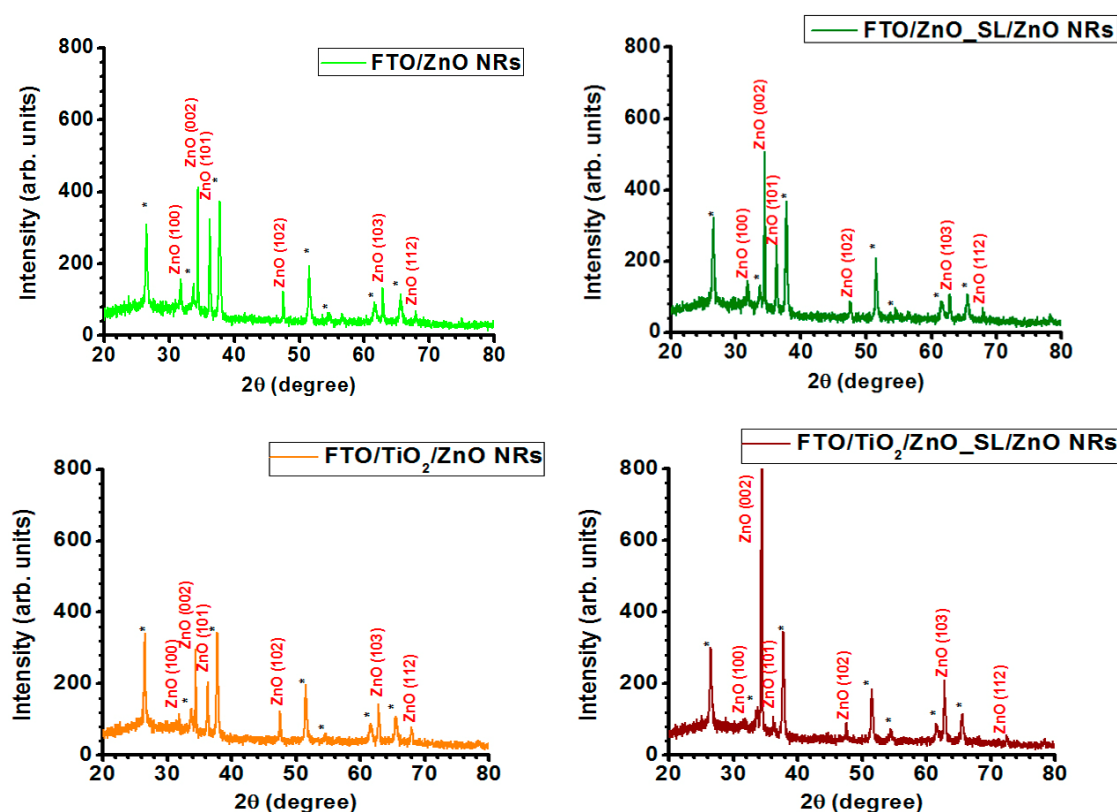 FTO/ZnO NRs
Intensity (arb. units)
800
600
400
200
0
*
ZnO (100)
*
ZnO (002)
ZnO (101)
*
ZnO (102)
*
*
*
ZnO (103)
*
ZnO (112)
20 30 40 50 60 70 80
2θ (degree)
FTO/ZnO_SL/ZnO NRs
Intensity (arb. units)
800
600
400
200
0
*
ZnO (100)
*
ZnO (002)
ZnO (101)
*
ZnO (102)
*
*
*
ZnO (103)
*
ZnO (112)
20 30 40 50 60 70 80
2θ (degree)
FTO/TiO₂/ZnO NRs
Intensity (arb. units)
800
600
400
200
0
*
ZnO (100)
*
ZnO (002)
ZnO (101)
*
ZnO (102)
*
*
*
ZnO (103)
*
ZnO (112)
20 30 40 50 60 70 80
2θ (degree)
FTO/TiO₂/ZnO_SL/ZnO NRs
Intensity (arb. units)
800
600
400
200
0
*
ZnO (100)
*
ZnO (002)
ZnO (101)
*
ZnO (102)
*
*
*
ZnO (103)
*
ZnO (112)
20 30 40 50 60 70 80
2θ (degree)